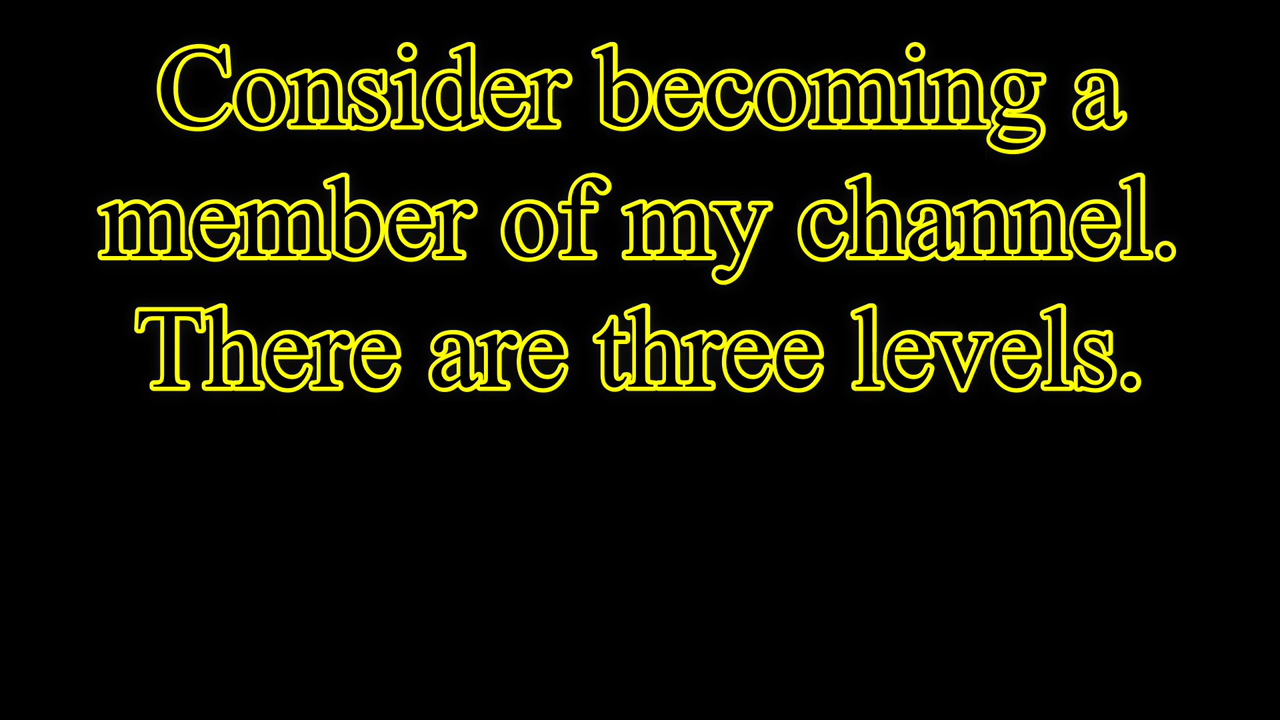 Consider becoming a
member of my channel.
There are three levels.